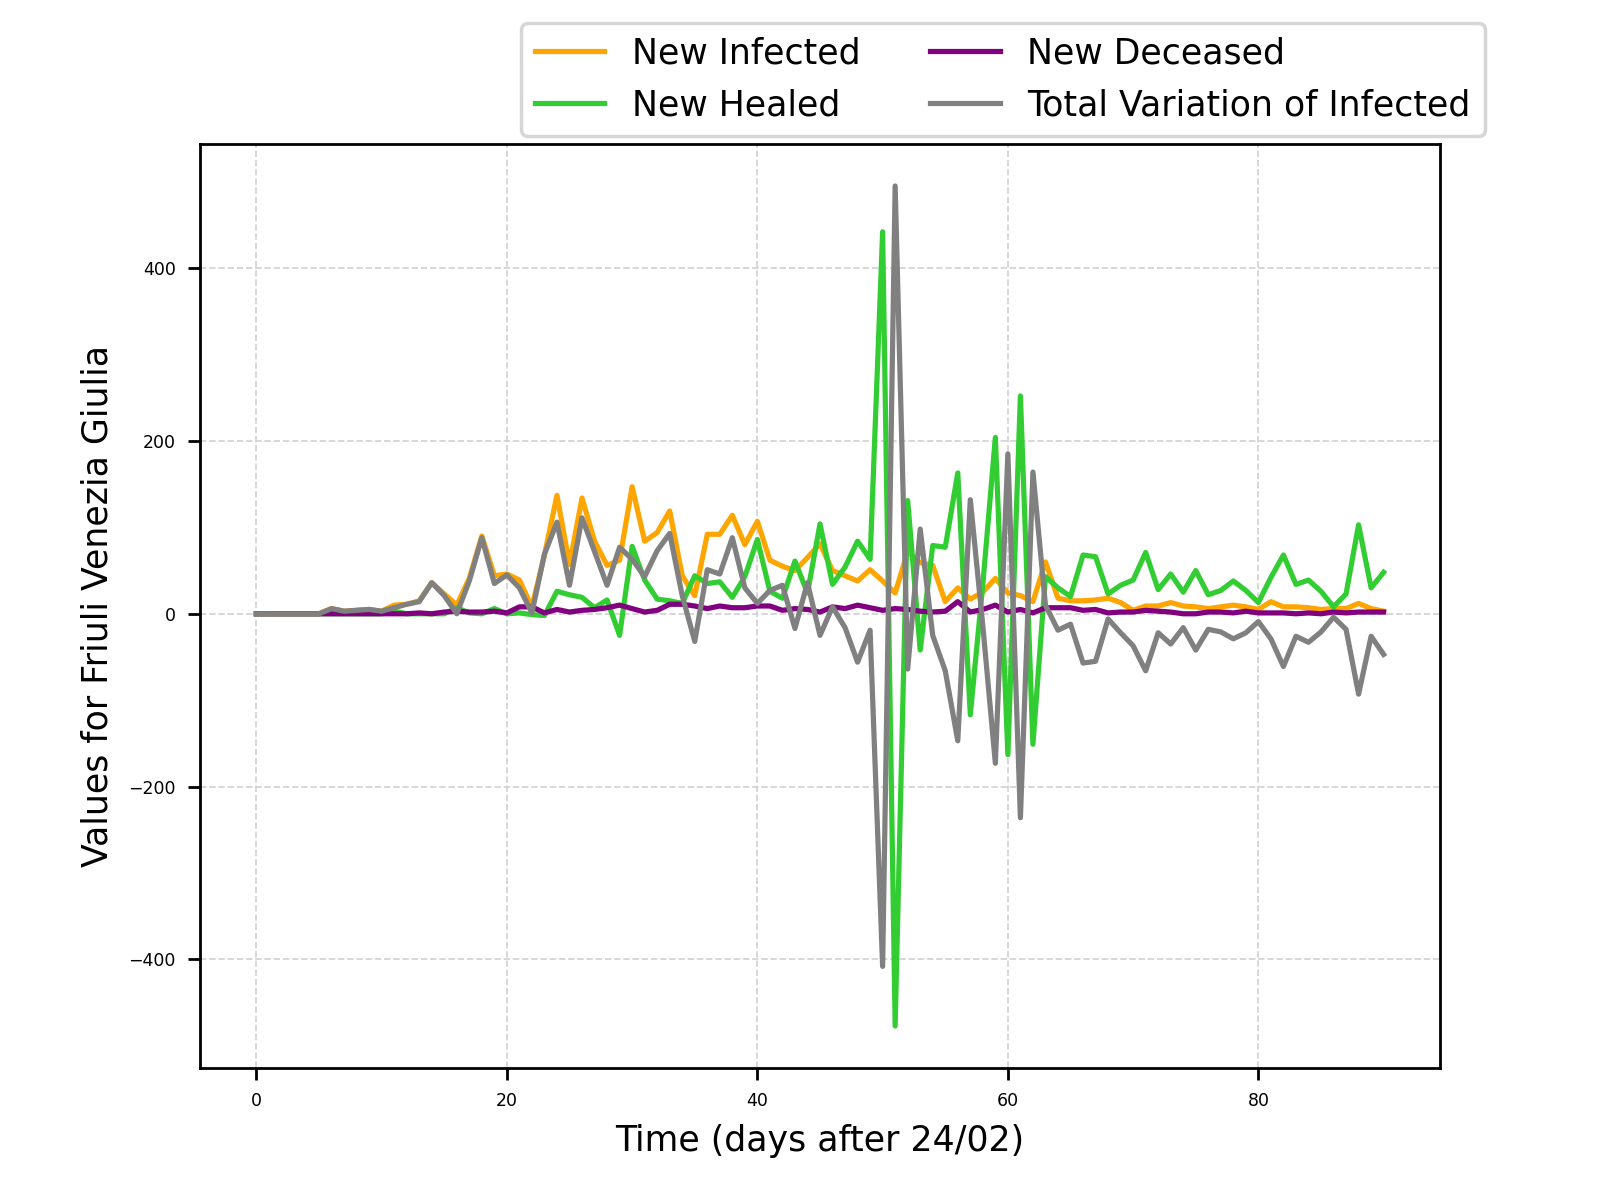 New Infected
New Healed
New Deceased
Total Variation of Infected
Values for Friuli Venezia Giulia
400
200
0
−200
−400
0 20 40 60 80
Time (days after 24/02)